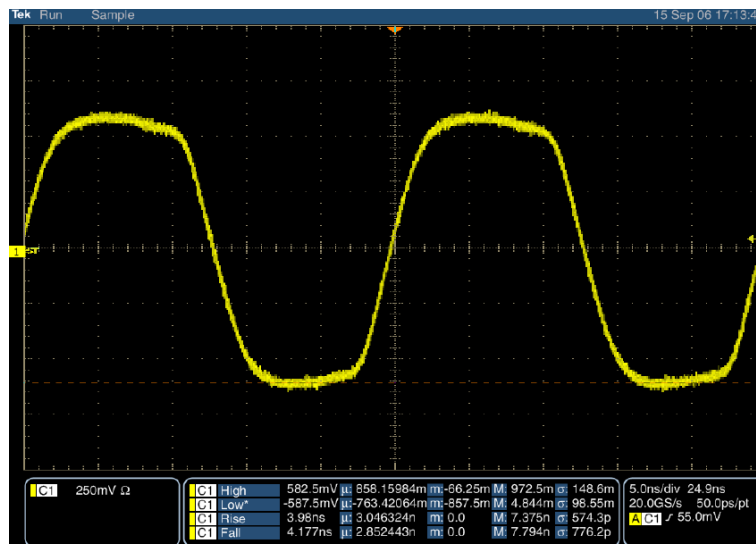 Tek Run Sample 15 Sep 06 17:13:4
1
C1 250mV Ω
C1 High 582.5mV µ: 858.15984m m: -66.25m M: 972.5m σ: 148.6m
C1 Low* -587.5mV µ: -763.42064m m: -857.5m M: 4.844m σ: 98.55m
C1 Rise 3.98ns µ: 3.046324n m: 0.0 M: 7.375n σ: 574.3p
C1 Fall 4.177ns µ: 2.852443n m: 0.0 M: 7.794n σ: 776.2p
5.0ns/div 24.9ns
20.0GS/s 50.0ps/pt
A C1 ∫ 55.0mV